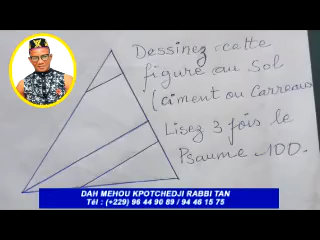 Dessinez cette
figure au Sol
(ciment ou Carreaux
Lisez 3 fois le
Psaume 100.
DAH MEHOU KPOTCHEDJI RABBI TAN
Tél : (+229) 96 44 90 89 / 94 46 15 75